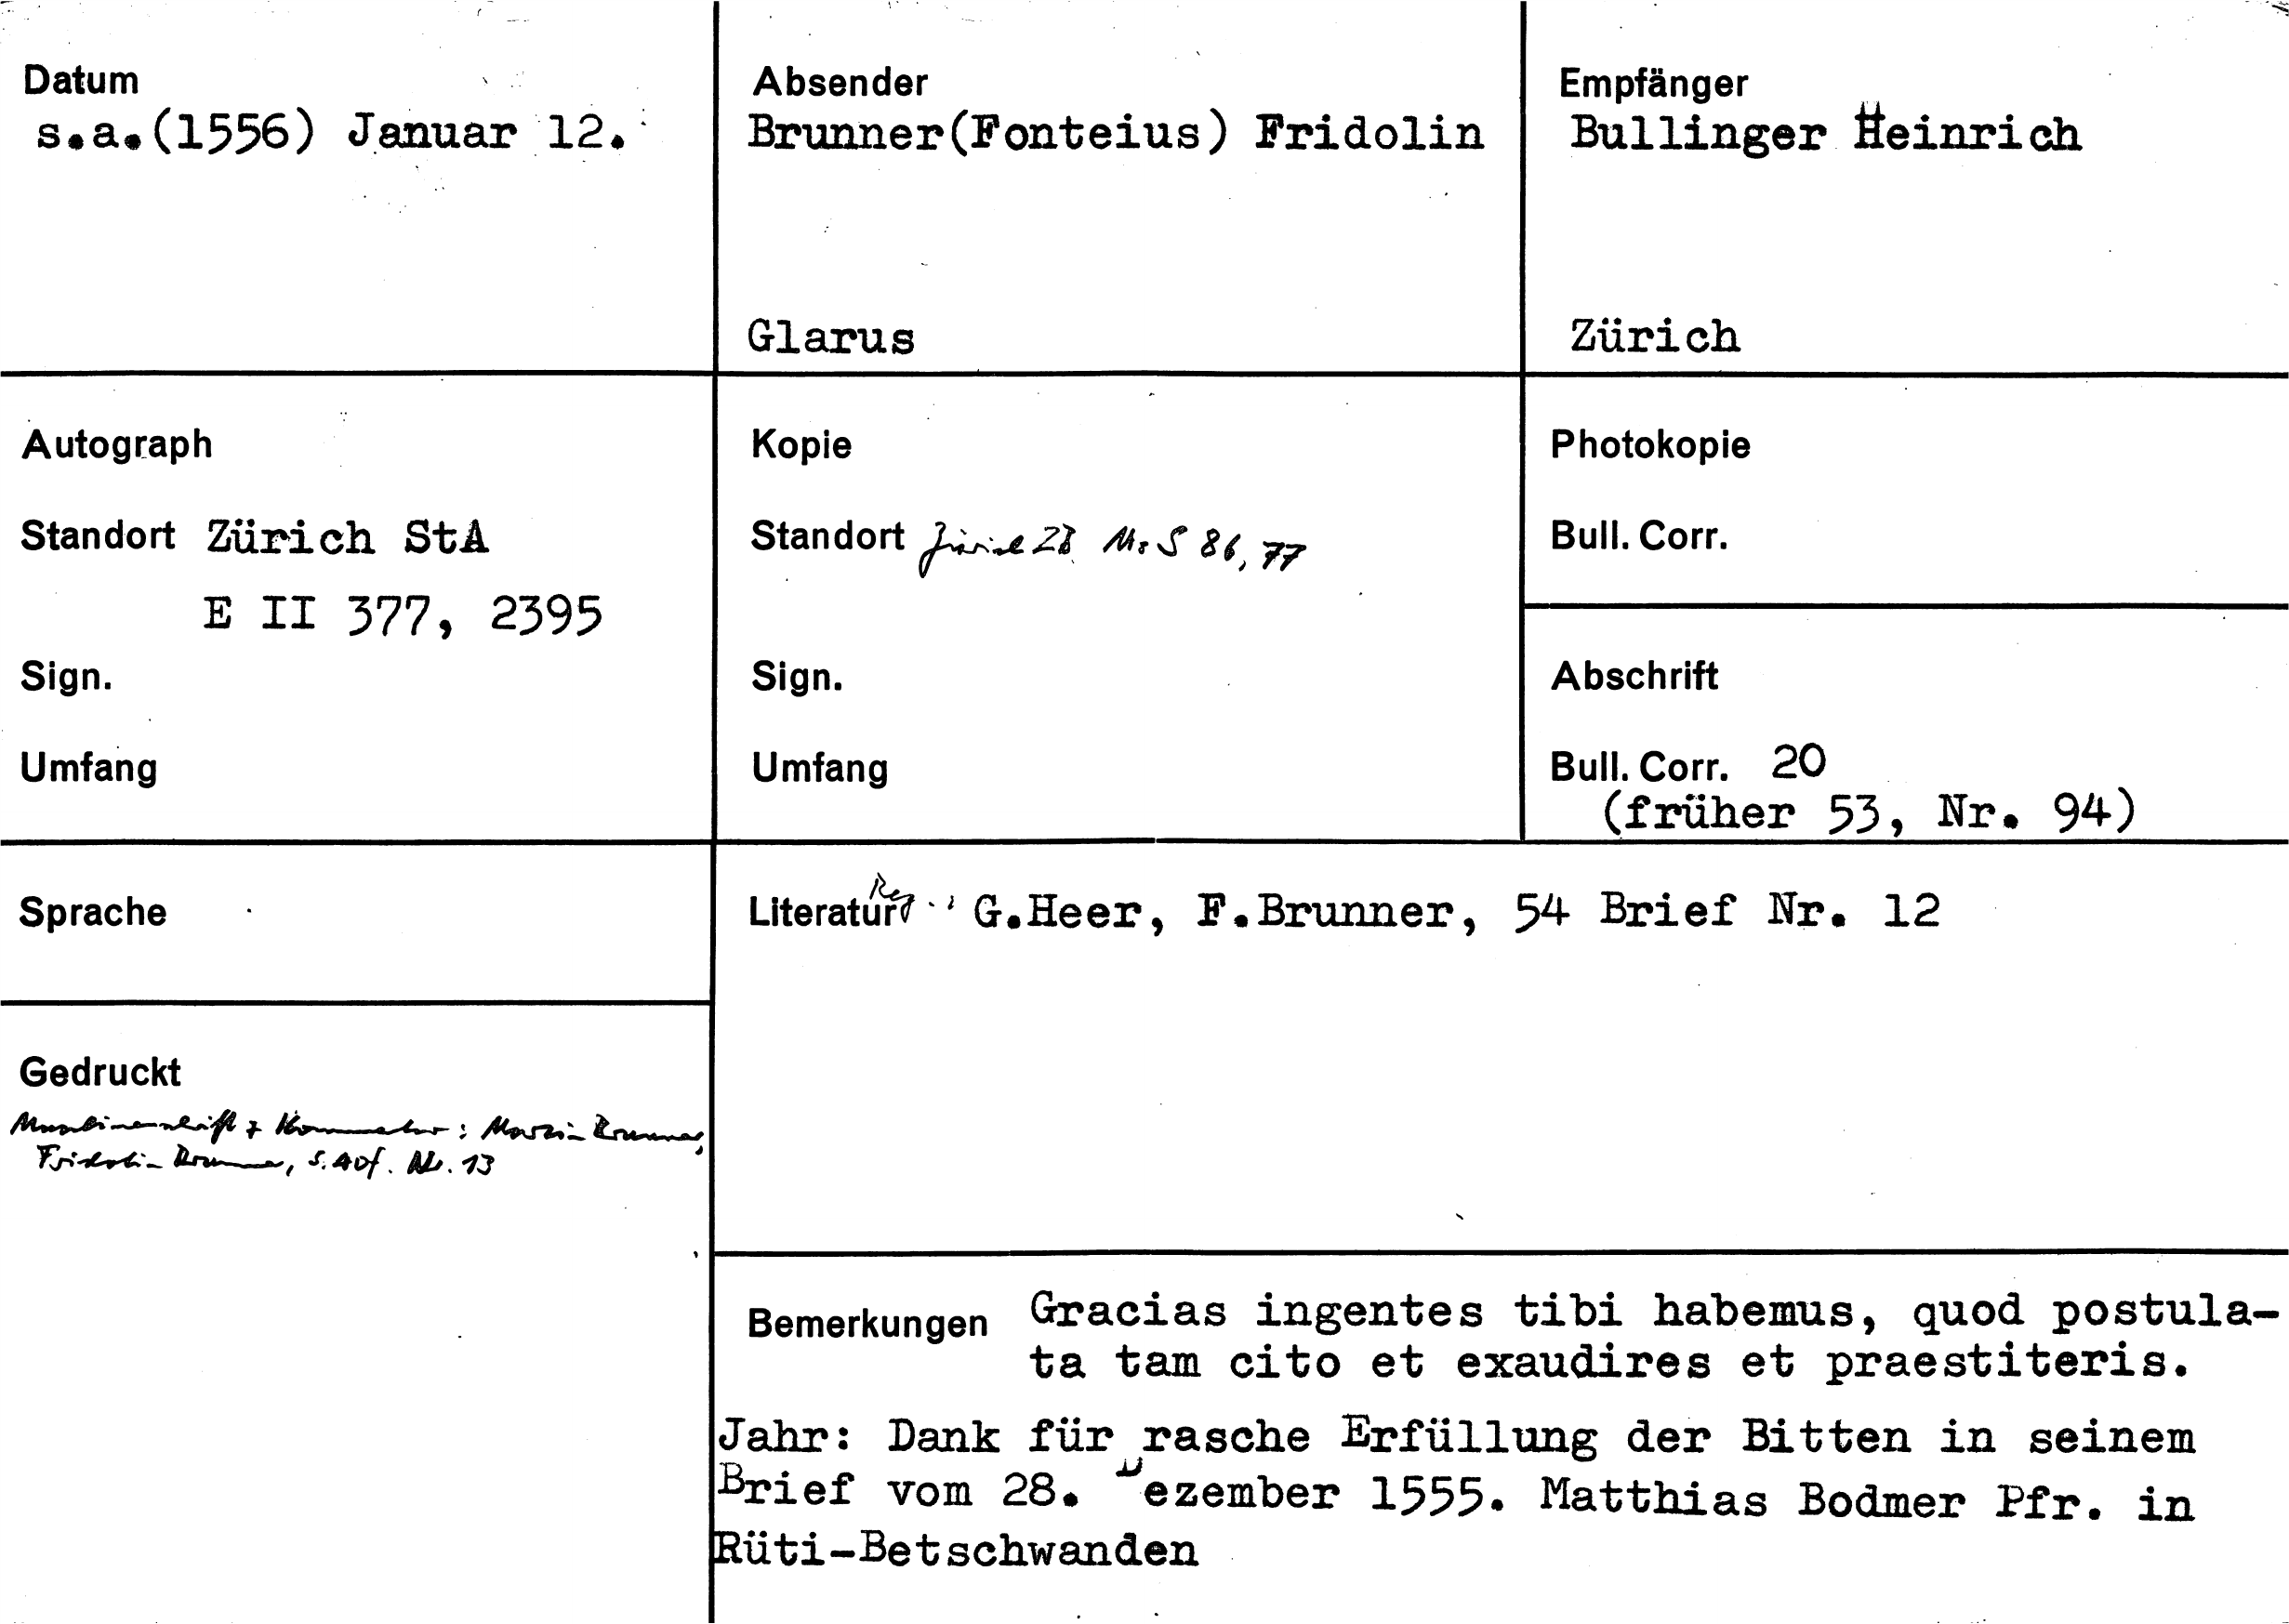 Datum
s.a.(1556) Januar 12.
Absender
Brunner(Fonteius) Fridolin
Glarus
Empfänger
Bullinger Heinrich
Zürich
Autograph
Standort Zürich StA
E II 377, 2395
Sign.
Umfang
Kopie
Standort Zürich ZB Ms S 86, 77
Sign.
Umfang
Photokopie
Bull. Corr.
Abschrift
Bull. Corr. 20
(früher 53, Nr. 94)
Sprache
Literatur Reg. G.Heer, F.Brunner, 54 Brief Nr. 12
Gedruckt
Maschinenschrift + Kommentar: Martin Brunner,
Fridolin Brunner, Nr. 13
Bemerkungen Gracias ingentes tibi habemus, quod postula-
ta tam cito et exaudires et praestiteris.
Jahr: Dank für rasche Erfüllung der Bitten in seinem
Brief vom 28. Dezember 1555. Matthias Bodmer Pfr. in
Rüti-Betschwanden